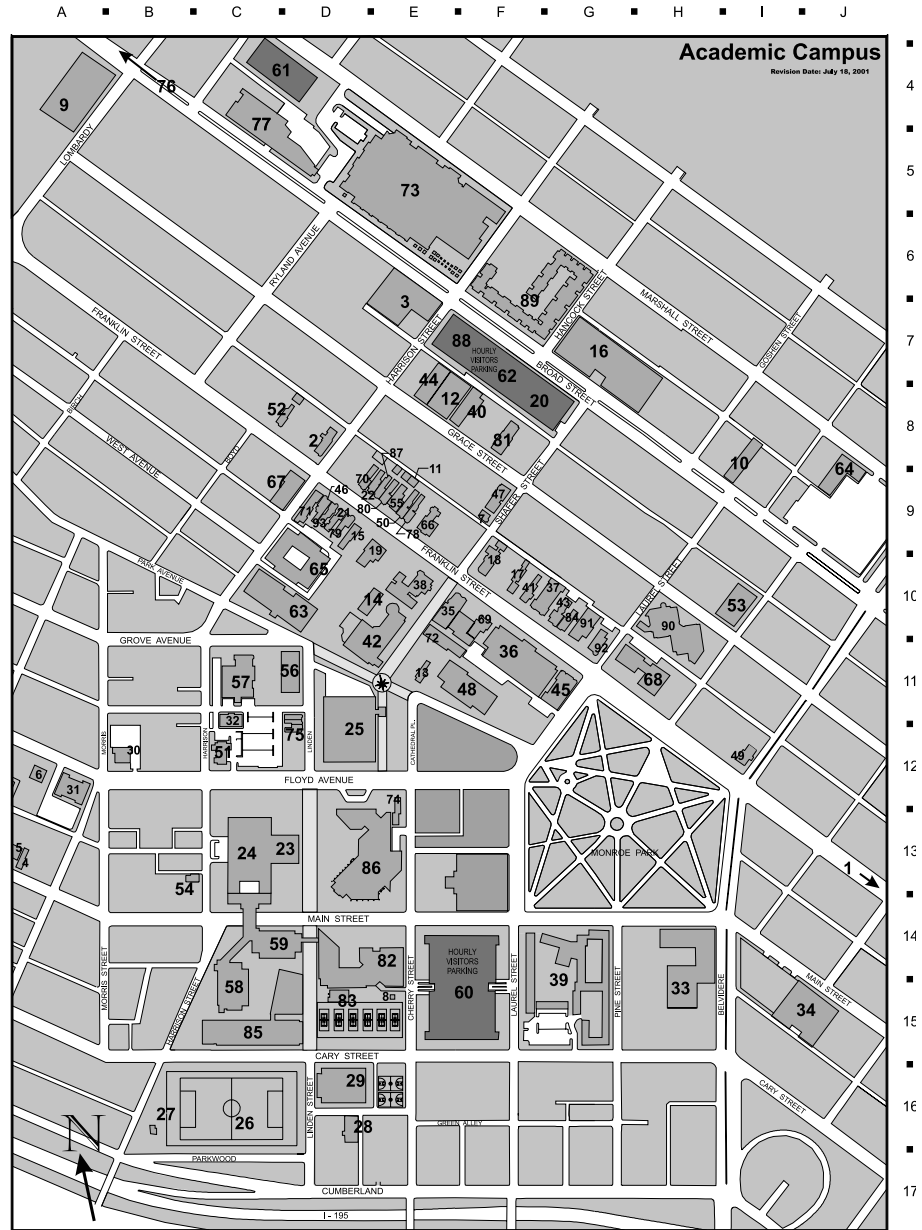 A B C D E F G H I J
Academic Campus
Revision Date: July 18, 2001
4
5
6
7
8
9
10
11
12
13
14
15
16
17
61
76
9
77
LOMBARDY
73
RYLAND AVENUE
3
89
HANCOCK STREET
MARSHALL STREET
GOSHEN STREET
FRANKLIN STREET
HARRISON STREET
88
HOURLY
VISITORS
PARKING
62
20
BROAD STREET
16
44
12
40
GRACE STREET
81
52
2
BIRCH
WEST AVENUE
BOYD
67
87
11
70
22
55
80
50
78
66
47
7
SHAFER STREET
10
64
46
71
93
21
79
15
19
65
PARK AVENUE
63
14
38
42
FRANKLIN STREET
18
17
41
37
43
84
91
92
LAUREL STREET
90
53
68
35
72
69
36
13
48
45
GROVE AVENUE
57
56
32
51
75
25
MORRIS
HARRISON
LINDEN
CATHEDRAL PL.
30
49
FLOYD AVENUE
6
31
5
4
24
23
74
86
54
MONROE PARK
1
MAIN STREET
59
58
82
83
8
85
HOURLY
VISITORS
PARKING
60
39
33
34
MORRIS STREET
HARRISON STREET
CHERRY STREET
LAUREL STREET
PINE STREET
BELVIDERE
MAIN STREET
CARY STREET
CARY STREET
27
26
LINDEN STREET
29
28
GREEN ALLEY
N
PARKWOOD
CUMBERLAND
I - 195